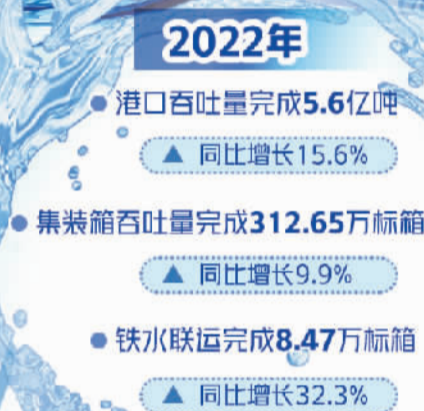 2022年
● 港口吞吐量完成5.6亿吨
▲ 同比增长15.6%
● 集装箱吞吐量完成312.65万标箱
▲ 同比增长9.9%
● 铁水联运完成8.47万标箱
▲ 同比增长32.3%